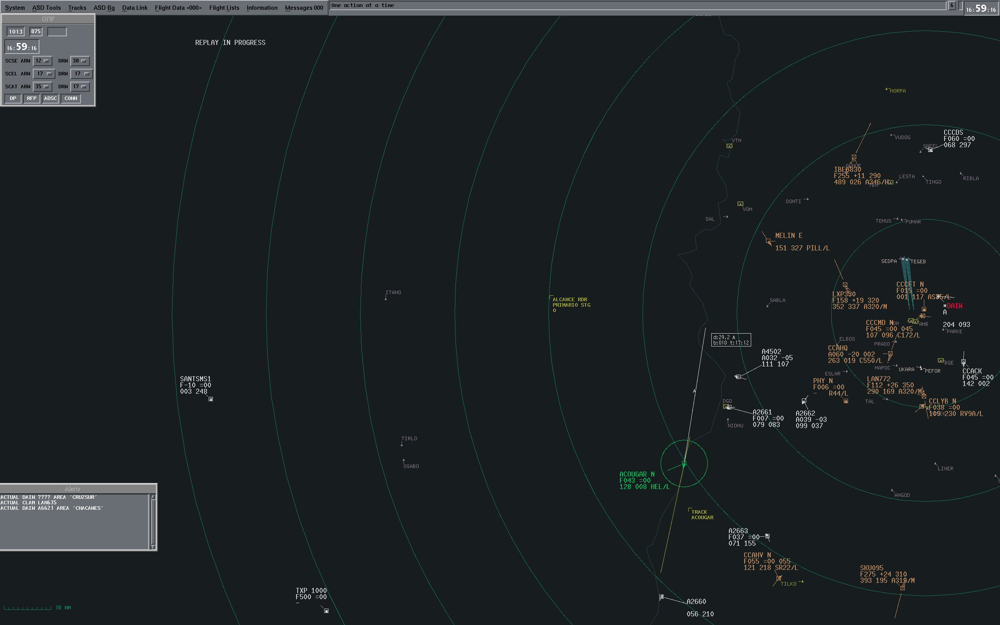 System ASD Tools Tracks ASD Bg Data Link Flight Data <000> Flight Lists Information Messages 000
One action at a time
6
16:59:16
GIW
1013 075
16:59:16
SCSE ARW 12 DRW 30
SCEL ARW 17 DRW 17
SCAT ARW 35 DRW 17
DP RFP ADSC CONN
REPLAY IN PROGRESS
MORPA
VUDOG
CCCDS
F060 =00
068 297
VTN
IBE6830
F255 +11 290
489 026 A346/H
TBN
LESTA
TINGO
RIBLA
DONTI
VDM
SAL
TEMUS
PUMAR
MELIN E
151 327 PILL/L
SEDPA
TEGEB
CCCFT N
F015 =00
LXP330
F158 +19 320
352 337 A320/M
*DAIW
A
204 093
ITANO
ALCANCE RDR
PRIMARIO STG
O
SABLA
CCCMD N
F045 =00 045
107 096 C172/L
AMB
PARKE
d:29.2 A
b:010 t:17:12
ELBOS
PRADO
CCAHQ
A060 -20 002
263 019 C550/L
A4502
A032 -05
111 107
BQE
MAPOC
UKARA
PEFOR
ESLAR
CCACK
F045 =00
142 002
SANTSMS1
F-10 =00
003 248
A
PHY N
F006 =00
- R44/L
LAN772
F112 +26 350
290 169 A320/M
DGO
TAL
CCLYB N
F038 =00
109 230 RV9A/L
A2661
F007 =00
079 083
A2662
A039 -03
099 037
NIDMU
TIRLO
OSABO
ACOUGAR N
F043 =00
128 008 HEL/L
LINER
ANGOD
Alerts
ACTUAL DAIW ???? AREA 'CRUZSUR'
ACTUAL CLAM LAN635
ACTUAL DAIW A6621 AREA 'CHACAWES'
TRACK
ACOUGAR
A2663
F037 =00
071 155
CCAHV N
F055 =00 055
121 218 SR22/L
TILKO
SKU095
F275 +24 310
393 195 A319/M
TXP 1000
F500 =00
-
A2660
056 210
10 NM